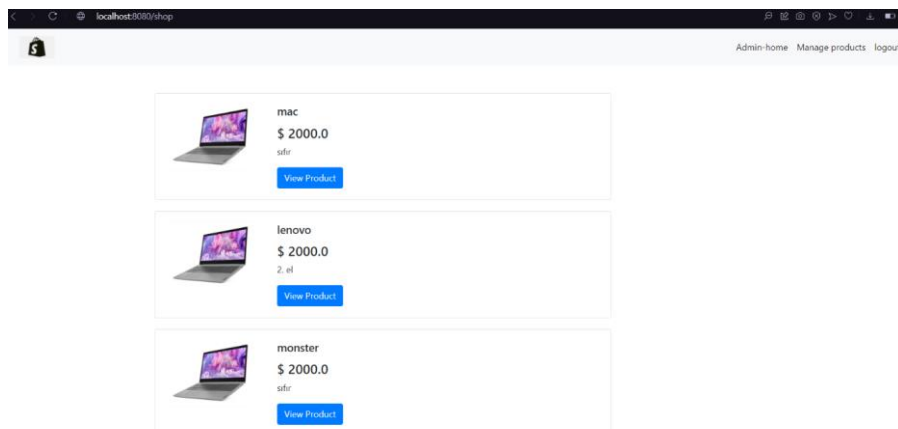 localhost:8080/shop
S
Admin-home Manage products logout
mac
$ 2000.0
sıfır
View Product
lenovo
$ 2000.0
2. el
View Product
monster
$ 2000.0
sıfır
View Product